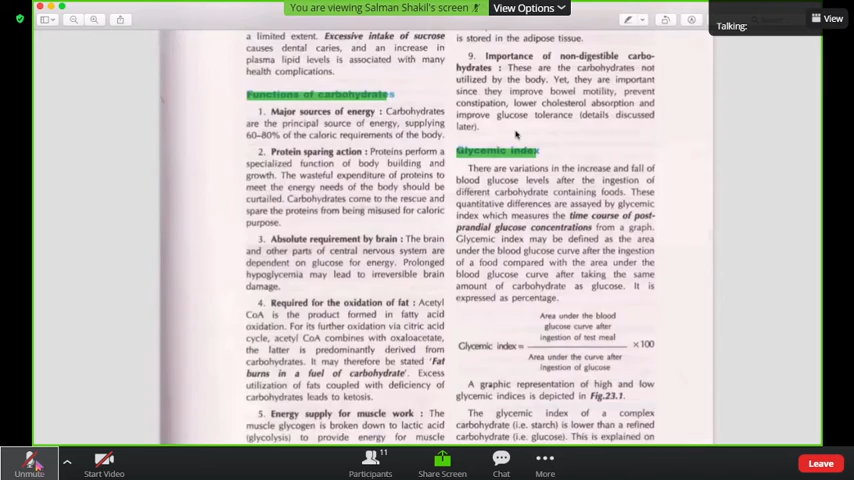 You are viewing Salman Shakil's screen
View Options
Talking:
View
a limited extent. Excessive intake of sucrose
causes dental caries, and an increase in
plasma lipid levels is associated with many
health complications.
Functions of carbohydrates
1. Major sources of energy : Carbohydrates
are the principal source of energy, supplying
60–80% of the caloric requirements of the body.
2. Protein sparing action : Proteins perform a
specialized function of body building and
growth. The wasteful expenditure of proteins to
meet the energy needs of the body should be
curtailed. Carbohydrates come to the rescue and
spare the proteins from being misused for caloric
purpose.
3. Absolute requirement by brain : The brain
and other parts of central nervous system are
dependent on glucose for energy. Prolonged
hypoglycemia may lead to irreversible brain
damage.
4. Required for the oxidation of fat : Acetyl
CoA is the product formed in fatty acid
oxidation. For its further oxidation via citric acid
cycle, acetyl CoA combines with oxaloacetate,
the latter is predominantly derived from
carbohydrates. It may therefore be stated 'Fat
burns in a fuel of carbohydrate'. Excess
utilization of fats coupled with deficiency of
carbohydrates leads to ketosis.
5. Energy supply for muscle work : The
muscle glycogen is broken down to lactic acid
(glycolysis) to provide energy for muscle
is stored in the adipose tissue.
9. Importance of non-digestible carbo-
hydrates : These are the carbohydrates not
utilized by the body. Yet, they are important
since they improve bowel motility, prevent
constipation, lower cholesterol absorption and
improve glucose tolerance (details discussed
later).
Glycemic index
There are variations in the increase and fall of
blood glucose levels after the ingestion of
different carbohydrate containing foods. These
quantitative differences are assayed by glycemic
index which measures the time course of post-
prandial glucose concentrations from a graph.
Glycemic index may be defined as the area
under the blood glucose curve after the ingestion
of a food compared with the area under the
blood glucose curve after taking the same
amount of carbohydrate as glucose. It is
expressed as percentage.
Area under the blood
glucose curve after
ingestion of test meal
Glycemic index= ×100
Area under the curve after
ingestion of glucose
A graphic representation of high and low
glycemic indices is depicted in Fig.23.1.
The glycemic index of a complex
carbohydrate (i.e. starch) is lower than a refined
carbohydrate (i.e. glucose). This is explained on
Unmute
Start Video
11
Participants
Share Screen
Chat
More
Leave